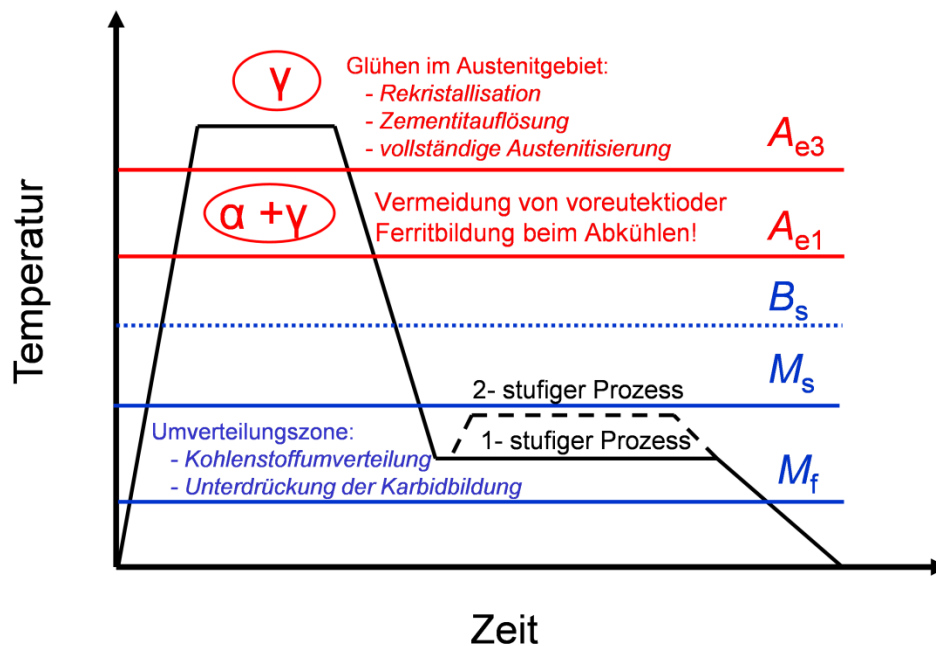 γ
Glühen im Austenitgebiet:
- Rekristallisation
- Zementitauflösung
- vollständige Austenitisierung
Ae3
α +γ
Vermeidung von voreutektioder
Ferritbildung beim Abkühlen!
Ae1
Bs
Ms
2- stufiger Prozess
1- stufiger Prozess
Umverteilungszone:
- Kohlenstoffumverteilung
- Unterdrückung der Karbidbildung
Mf
Temperatur
Zeit